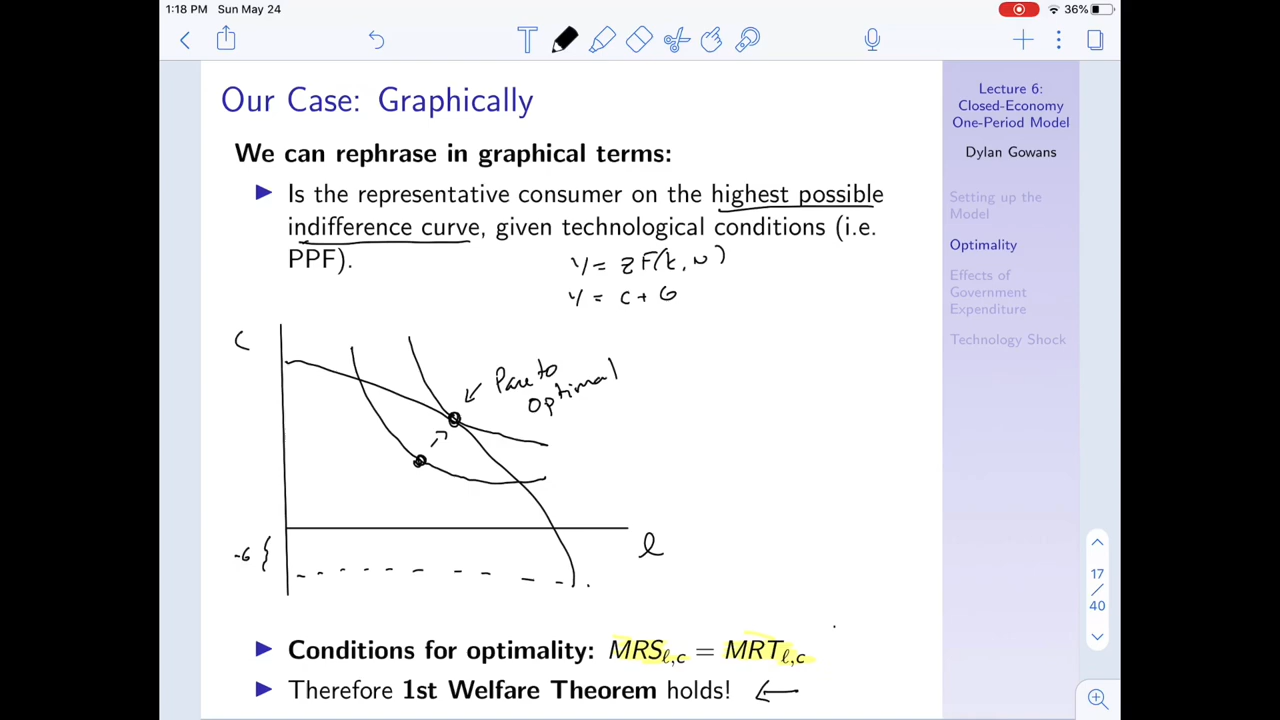 1:18 PM Sun May 24
36%
Our Case: Graphically
We can rephrase in graphical terms:
Is the representative consumer on the highest possible
indifference curve, given technological conditions (i.e.
PPF).
Y = zF(k, N)
Y = C + G
C
Pareto
optimal
-G {
l
Conditions for optimality: MRSℓ,c = MRTℓ,c
Therefore 1st Welfare Theorem holds! ←
Lecture 6:
Closed-Economy
One-Period Model
Dylan Gowans
Setting up the
Model
Optimality
Effects of
Government
Expenditure
Technology Shock
17
/
40